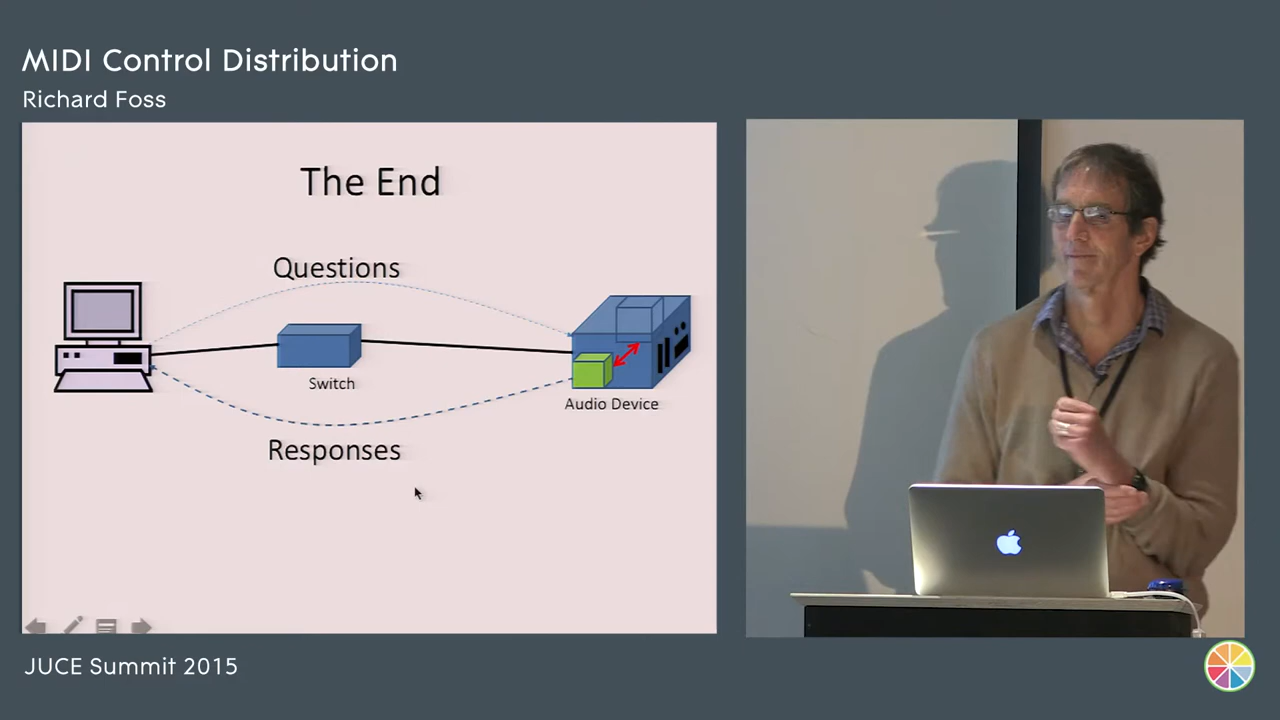 MIDI Control Distribution
Richard Foss
The End
Questions
Switch
Audio Device
Responses
JUCE Summit 2015